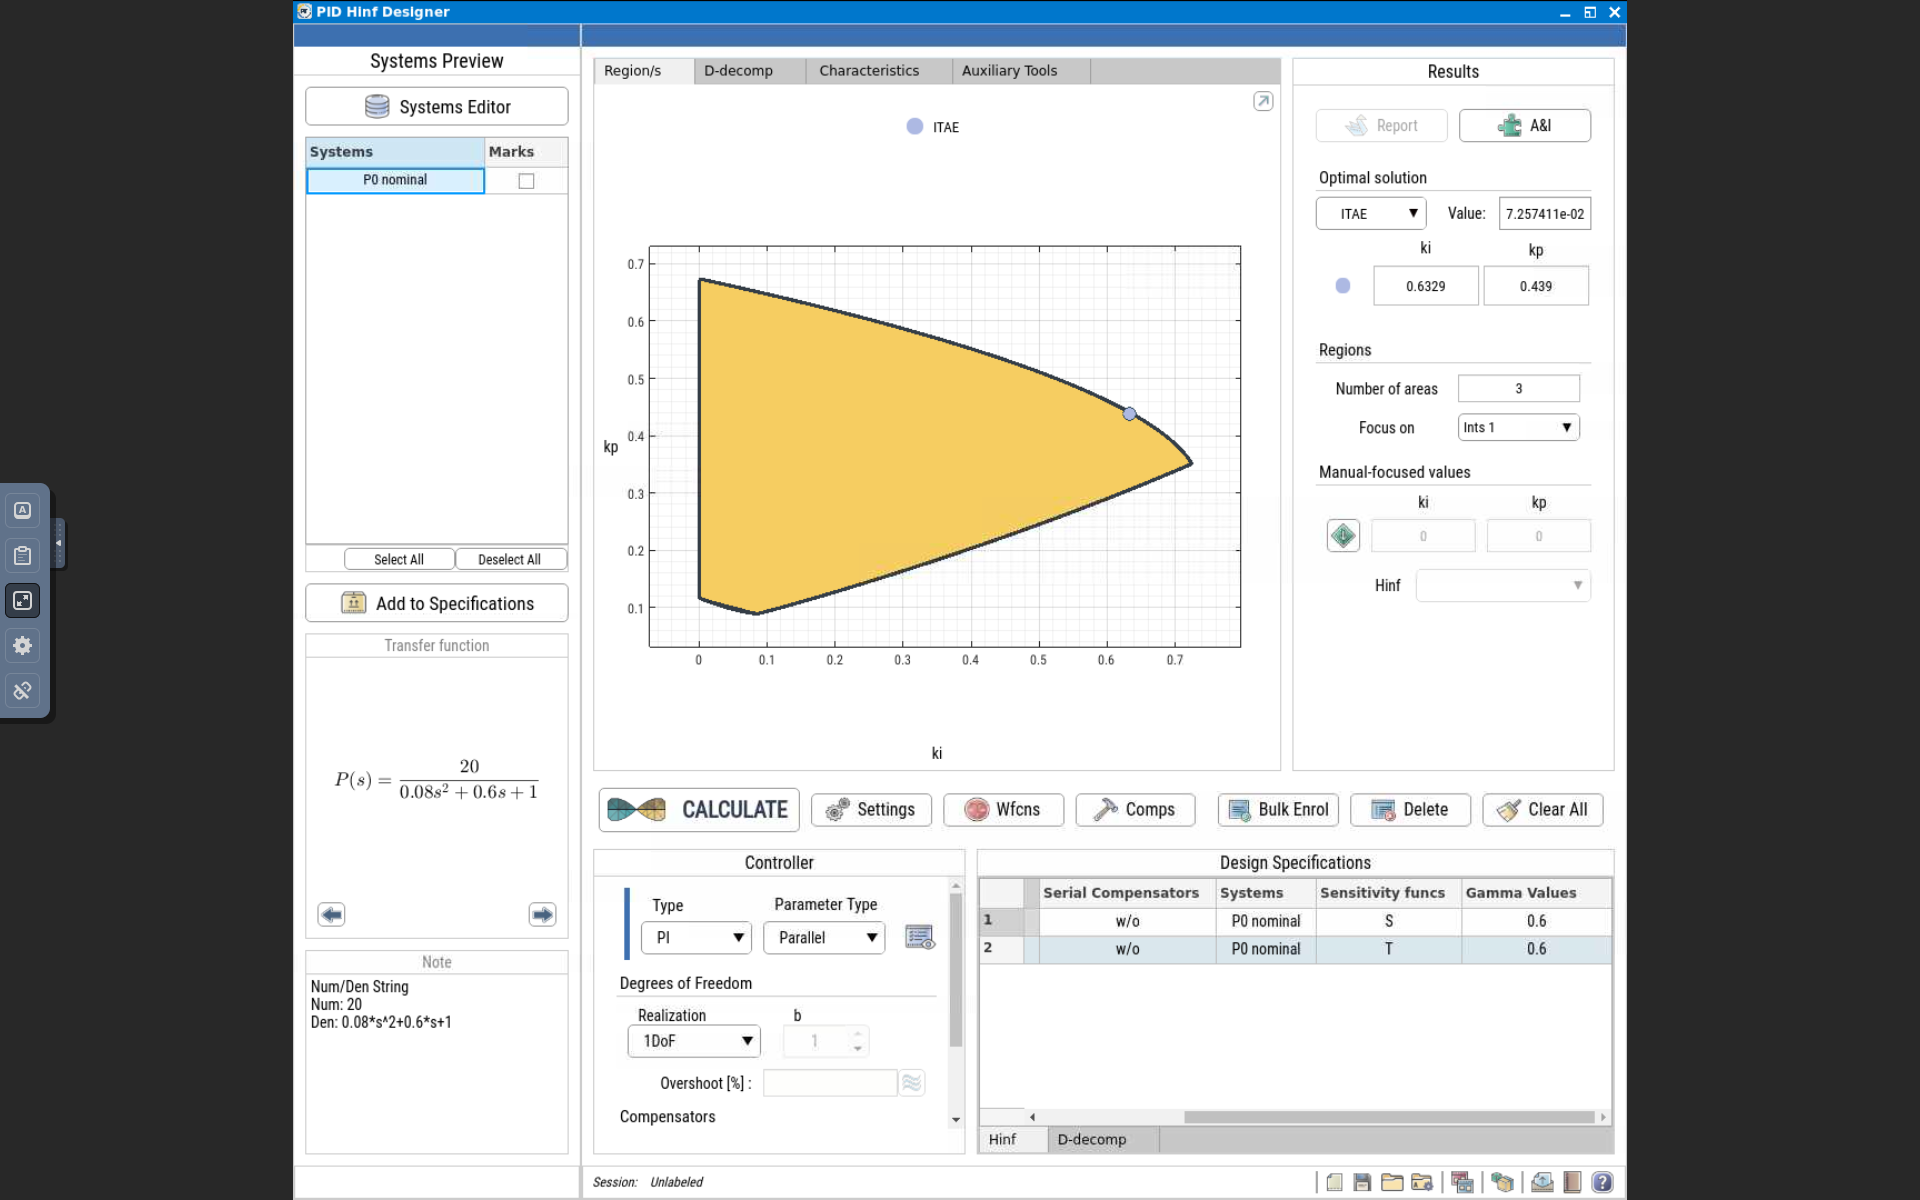 PID Hinf Designer
Systems Preview
Systems Editor
Systems Marks
P0 nominal
Select All Deselect All
Add to Specifications
Transfer function
P(s) = 20 / 0.08s² + 0.6s + 1
Note
Num/Den String
Num: 20
Den: 0.08*s^2+0.6*s+1
Region/s D-decomp Characteristics Auxiliary Tools
ITAE
0.7
0.6
0.5
0.4
kp
0.3
0.2
0.1
0 0.1 0.2 0.3 0.4 0.5 0.6 0.7
ki
Results
Report A&I
Optimal solution
ITAE Value: 7.257411e-02
ki kp
0.6329 0.439
Regions
Number of areas 3
Focus on Ints 1
Manual-focused values
ki kp
0 0
Hinf
CALCULATE Settings Wfcns Comps Bulk Enrol Delete Clear All
Controller
Type Parameter Type
PI Parallel
Degrees of Freedom
Realization b
1DoF 1
Overshoot [%] :
Compensators
Design Specifications
Serial Compensators Systems Sensitivity funcs Gamma Values
1 w/o P0 nominal S 0.6
2 w/o P0 nominal T 0.6
Hinf D-decomp
Session: Unlabeled